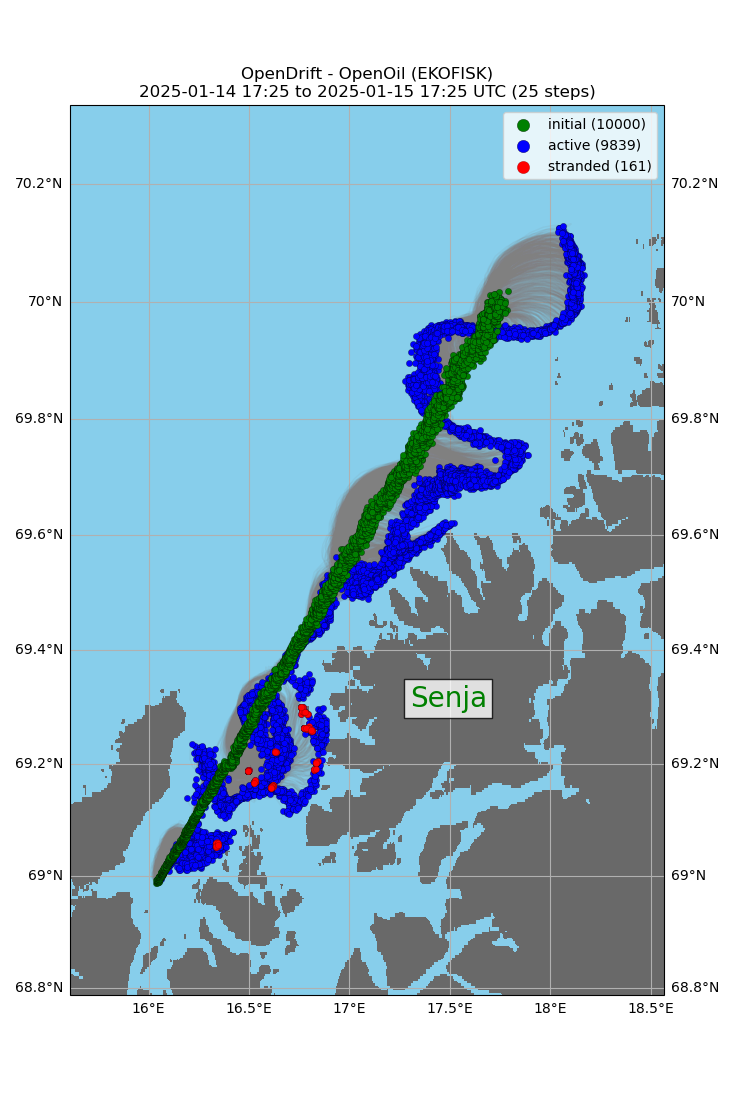 OpenDrift - OpenOil (EKOFISK)
2025-01-14 17:25 to 2025-01-15 17:25 UTC (25 steps)
initial (10000)
active (9839)
stranded (161)
70.2°N 70.2°N
70°N 70°N
69.8°N 69.8°N
69.6°N 69.6°N
69.4°N 69.4°N
Senja
69.2°N 69.2°N
69°N 69°N
68.8°N 68.8°N
16°E 16.5°E 17°E 17.5°E 18°E 18.5°E